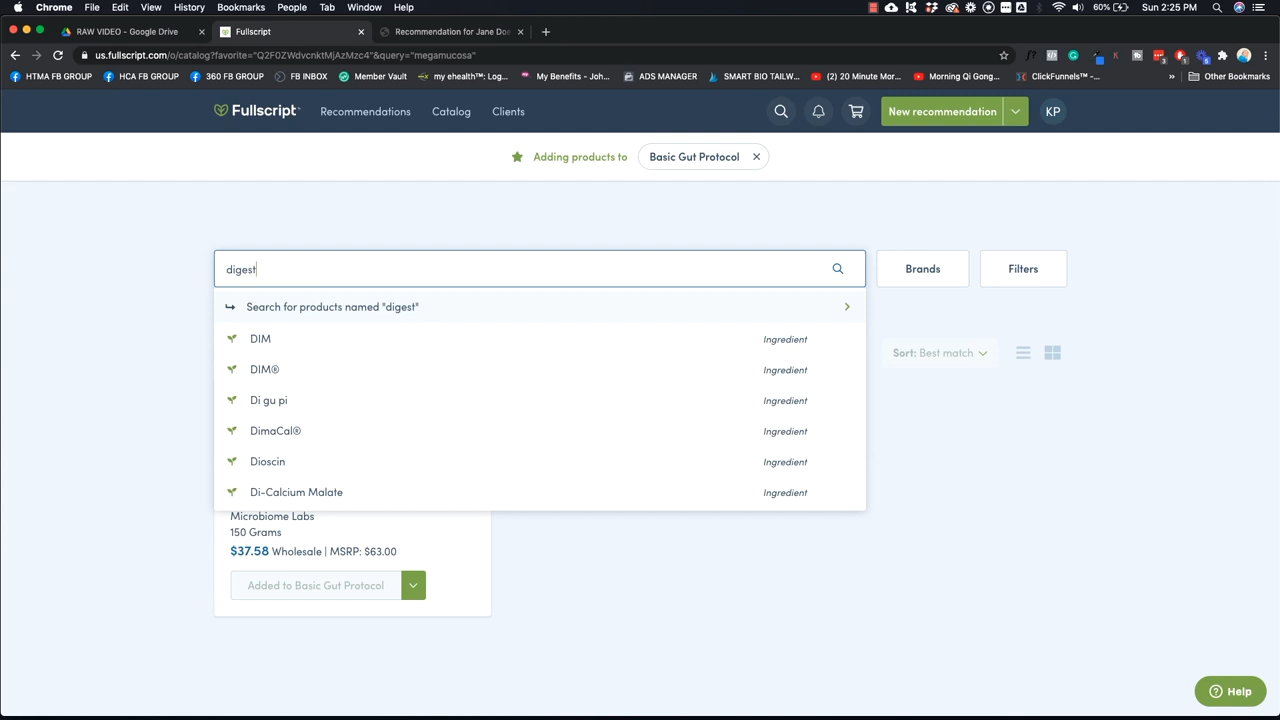 Chrome File Edit View History Bookmarks People Tab Window Help 60% Sun 2:25 PM
RAW VIDEO - Google Drive Fullscript Recommendation for Jane Doe
us.fullscript.com/o/catalog?favorite="Q2F0ZWdvcnktMjAzMzc4"&query="megamucosa"
HTMA FB GROUP HCA FB GROUP 360 FB GROUP FB INBOX Member Vault my ehealth™: Log... My Benefits - Joh... ADS MANAGER SMART BIO TAILW... (2) 20 Minute Mor... Morning Qi Gong... ClickFunnels™ -... » Other Bookmarks
Fullscript Recommendations Catalog Clients New recommendation KP
Adding products to Basic Gut Protocol
digest Brands Filters
Search for products named "digest"
DIM Ingredient
Sort: Best match
DIM® Ingredient
Di gu pi Ingredient
DimaCal® Ingredient
Dioscin Ingredient
Di-Calcium Malate Ingredient
Microbiome Labs
150 Grams
$37.58 Wholesale | MSRP: $63.00
Added to Basic Gut Protocol
Help